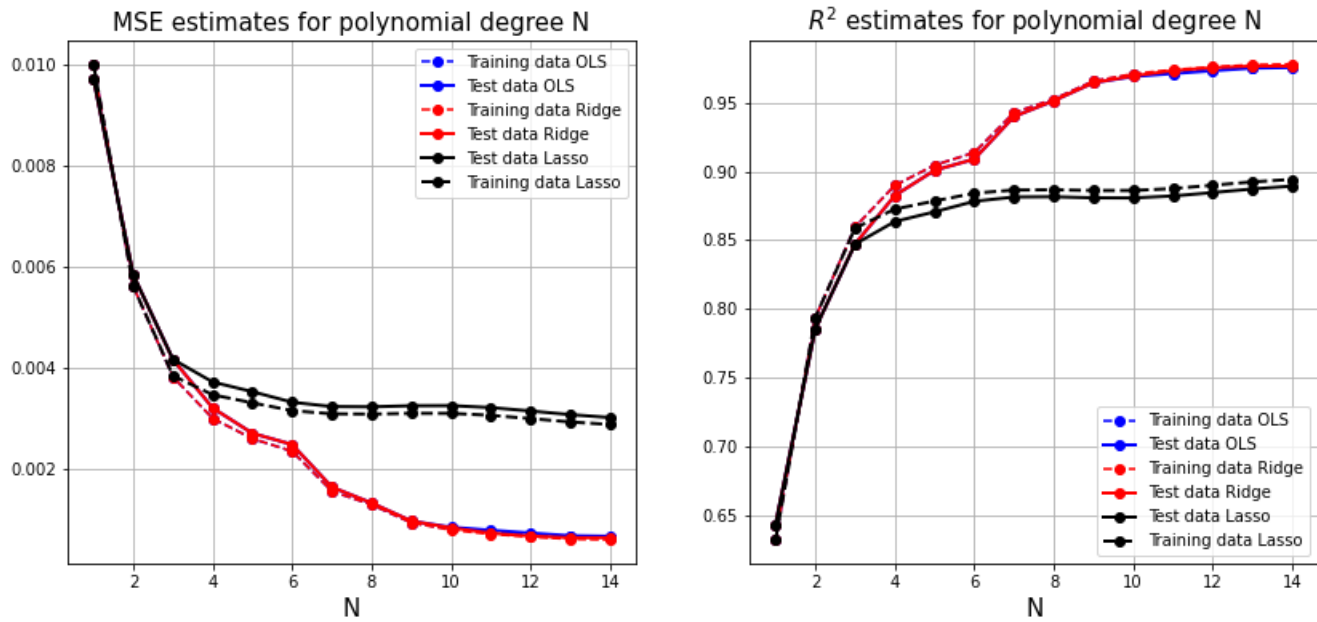 MSE estimates for polynomial degree N
0.010
0.008
0.006
0.004
0.002
2 4 6 8 10 12 14
N
Training data OLS
Test data OLS
Training data Ridge
Test data Ridge
Test data Lasso
Training data Lasso
R² estimates for polynomial degree N
0.95
0.90
0.85
0.80
0.75
0.70
0.65
2 4 6 8 10 12 14
N
Training data OLS
Test data OLS
Training data Ridge
Test data Ridge
Test data Lasso
Training data Lasso